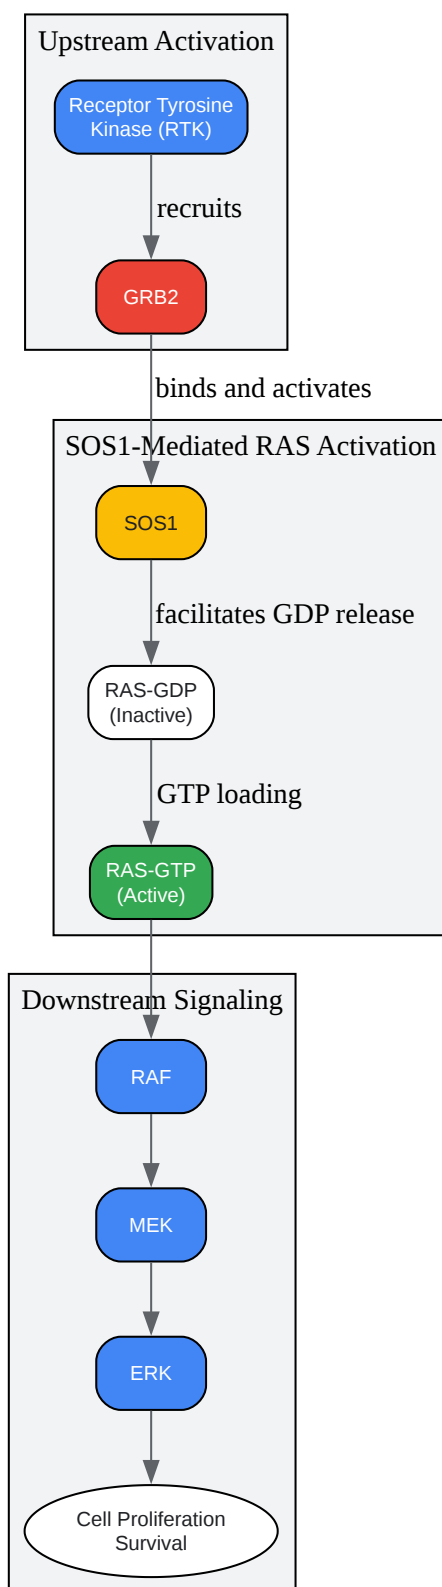 Upstream Activation
Receptor Tyrosine
Kinase (RTK)
recruits
GRB2
binds and activates
SOS1-Mediated RAS Activation
SOS1
facilitates GDP release
RAS-GDP
(Inactive)
GTP loading
RAS-GTP
(Active)
Downstream Signaling
RAF
MEK
ERK
Cell Proliferation
Survival